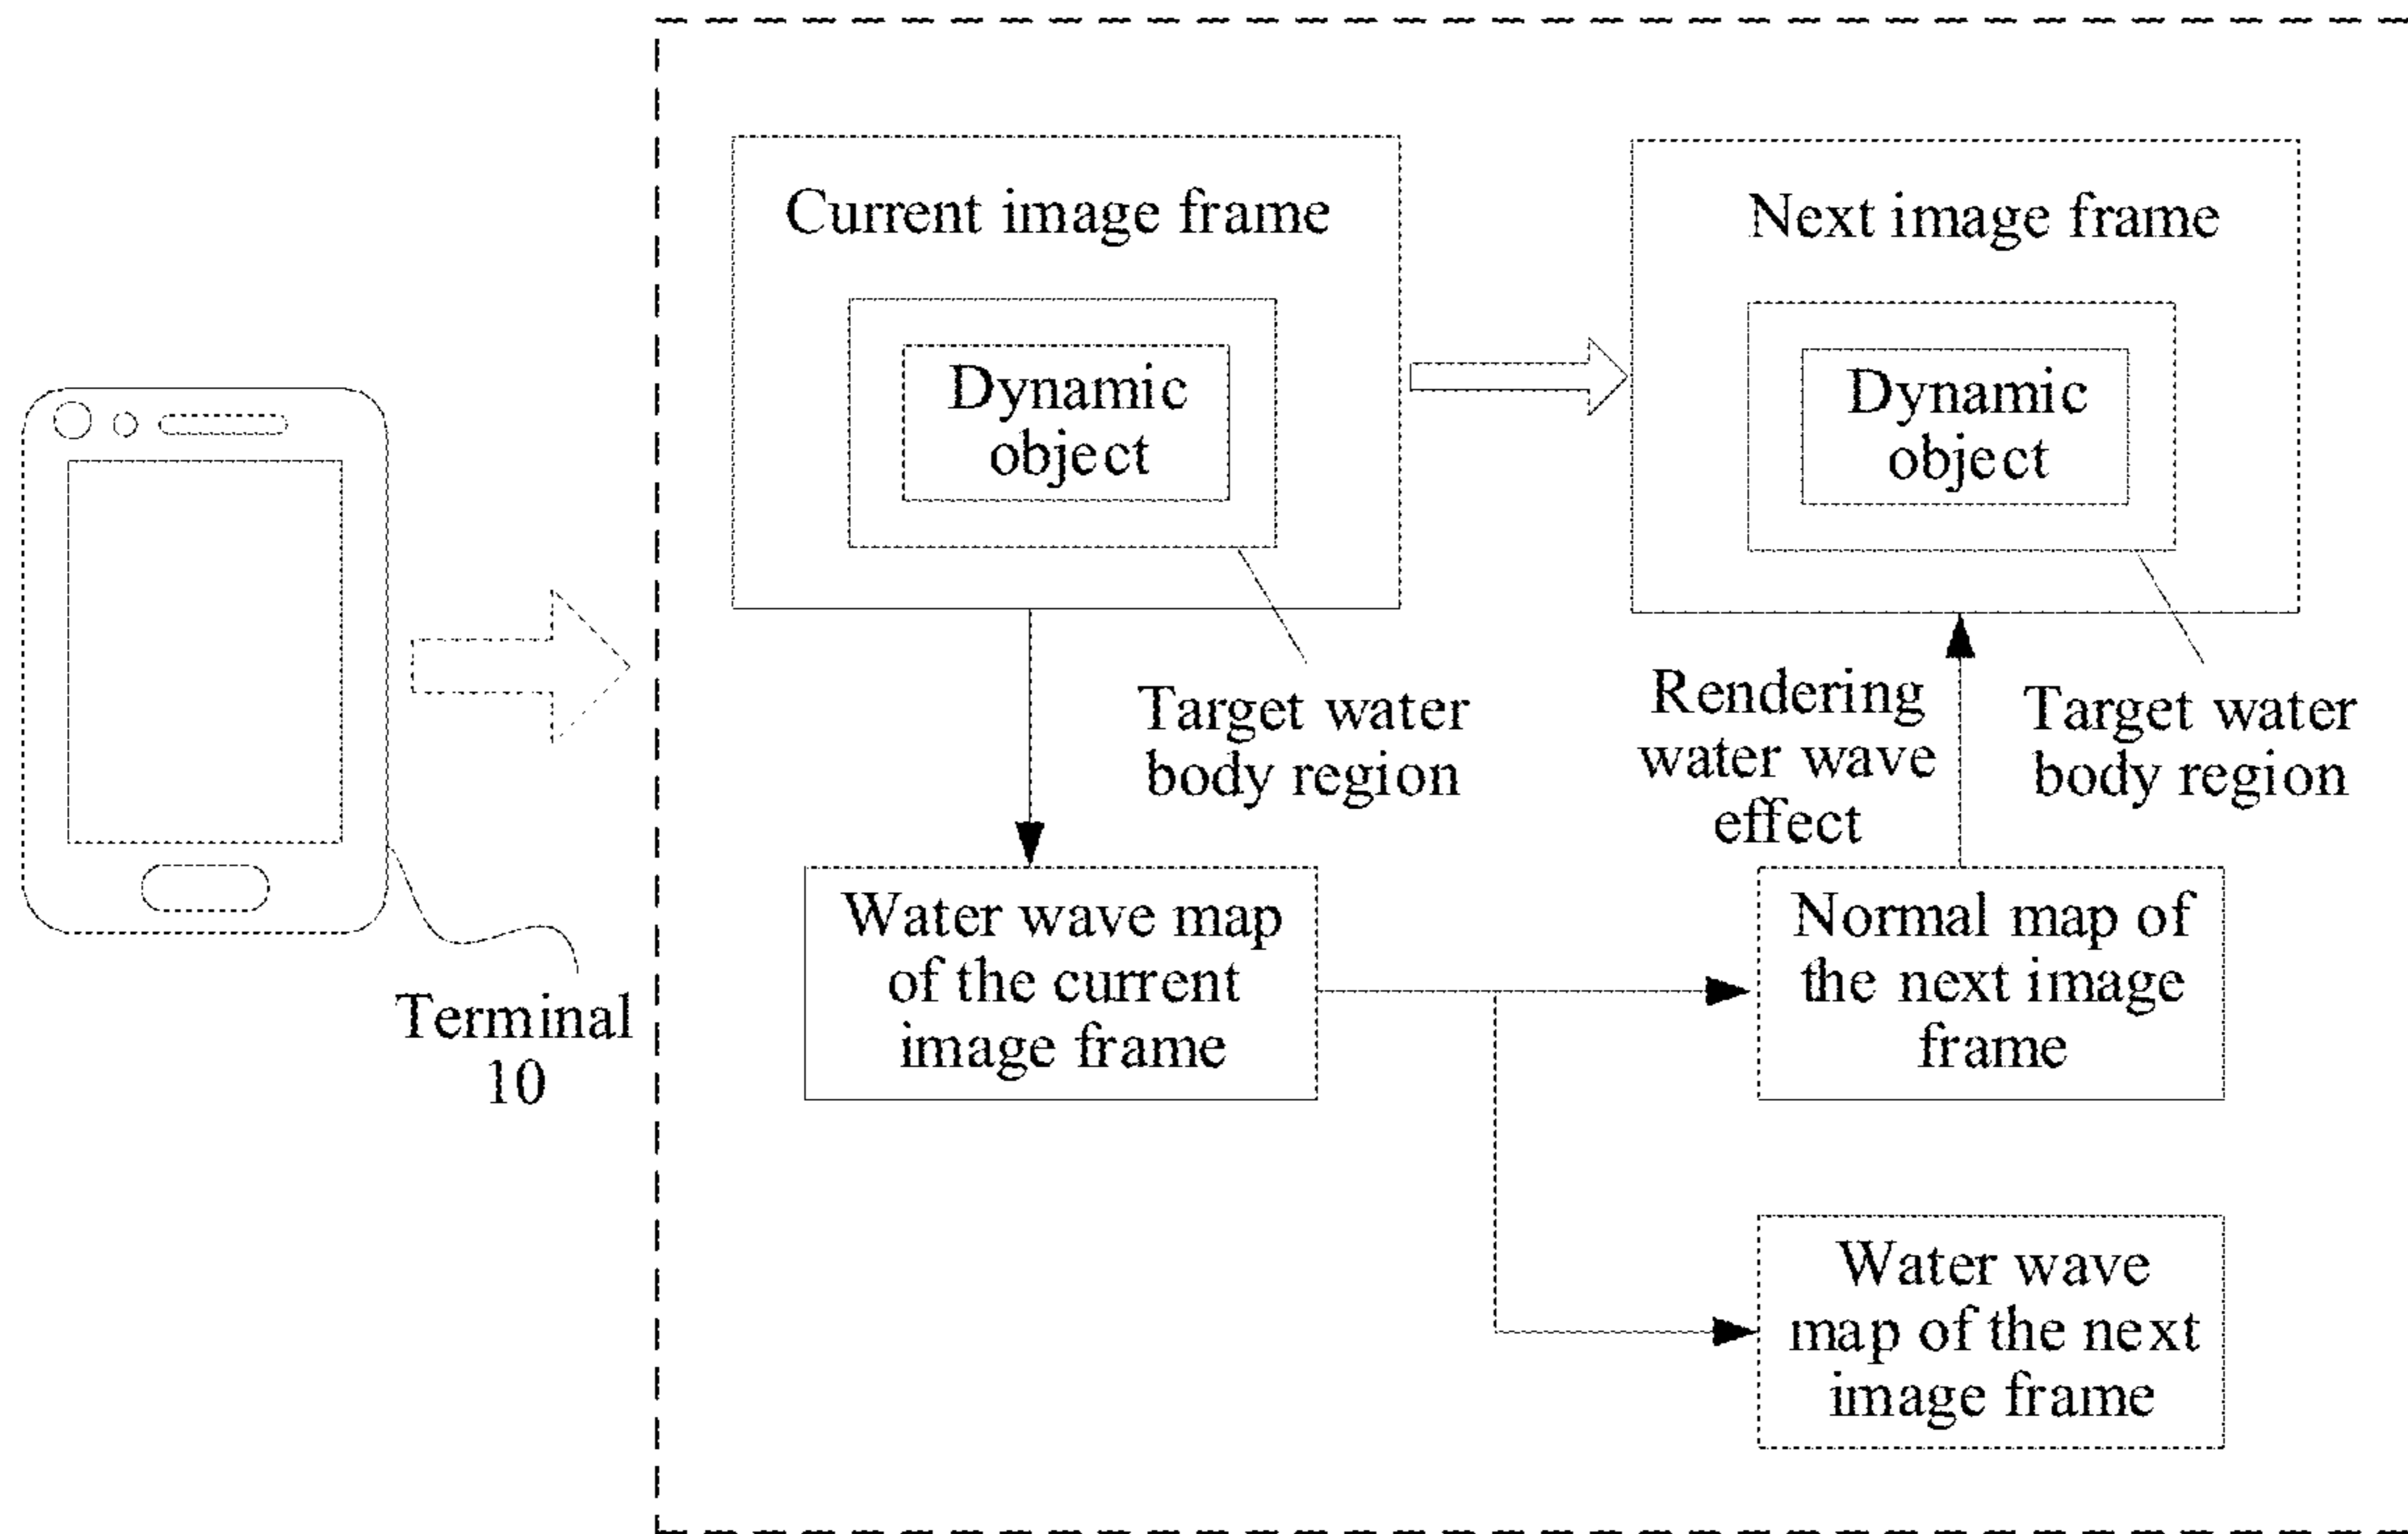 Current image frame
Dynamic
object
Target water
body region
Next image frame
Dynamic
object
Target water
body region
Rendering
water wave
effect
Terminal
10
Water wave map
of the current
image frame
Normal map of
the next image
frame
Water wave
map of the next
image frame